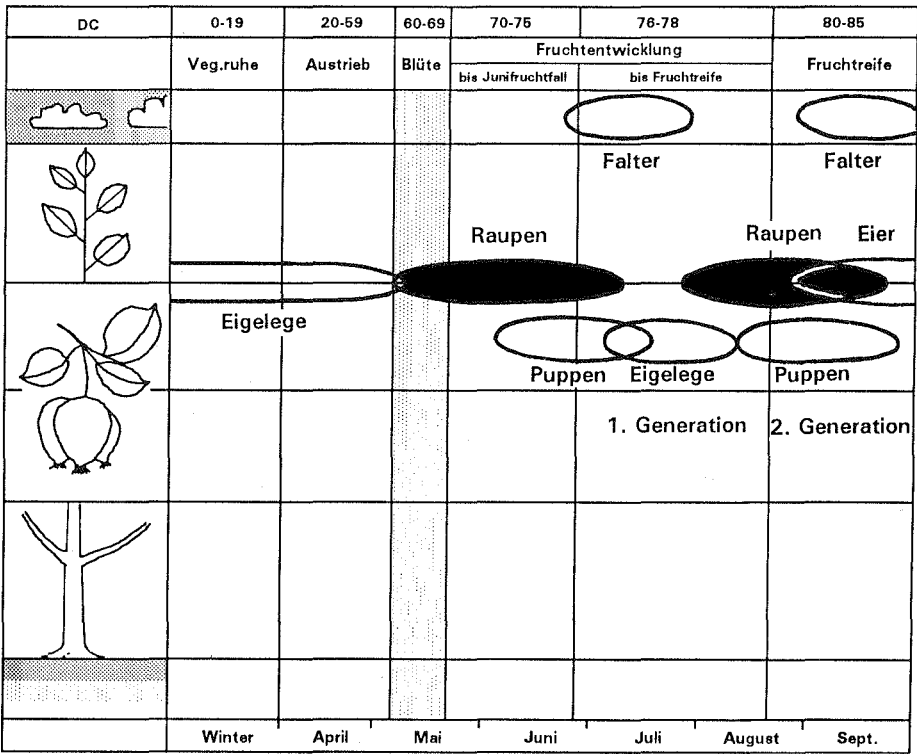 DC 0-19 20-59 60-69 70-75 76-78 80-85
Veg.ruhe Austrieb Blüte Fruchtentwicklung Fruchtreife
bis Junifruchtfall bis Fruchtreife
Falter Falter
Raupen Raupen Eier
Eigelege
Puppen Eigelege Puppen
1. Generation 2. Generation
Winter April Mai Juni Juli August Sept.